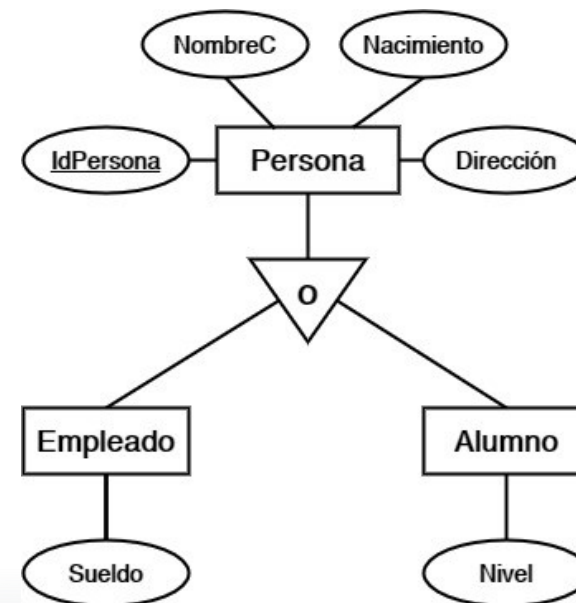 NombreC
Nacimiento
IdPersona
Persona
Dirección
O
Empleado
Alumno
Sueldo
Nivel